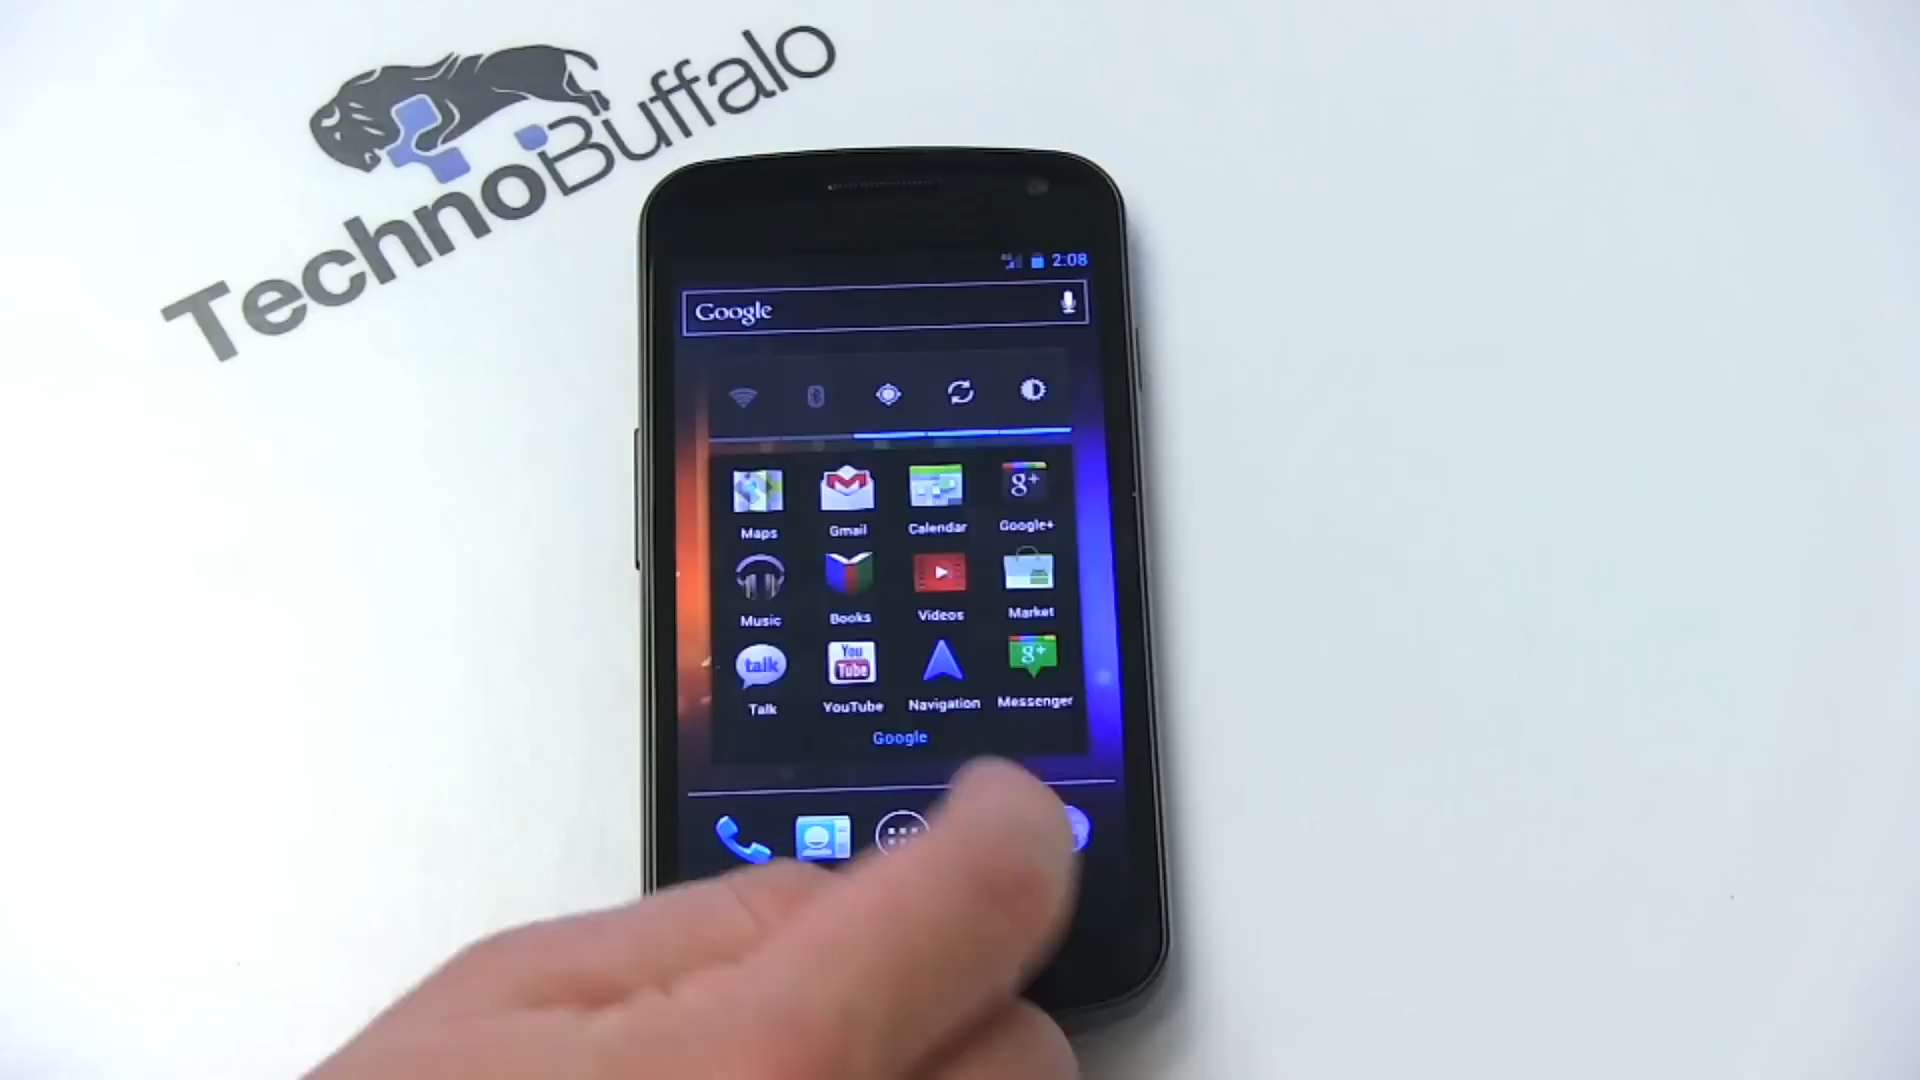 TechnoBuffalo
4G 2:08
Google
Maps Gmail Calendar Google+
Music Books Videos Market
talk You Tube
Talk YouTube Navigation Messenger
Google